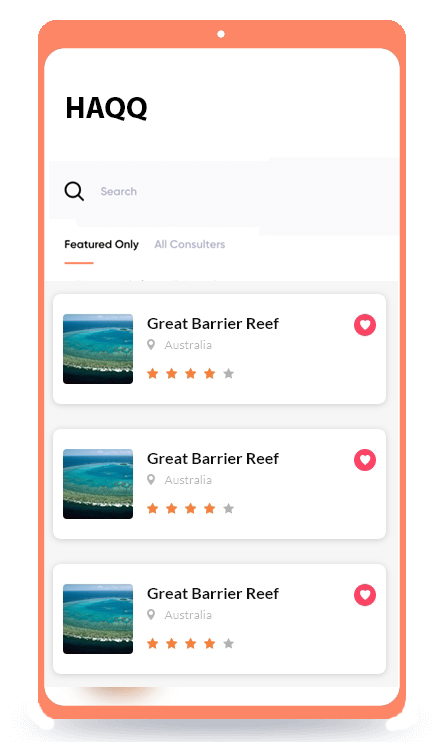 HAQQ
Search
Featured Only All Consulters
Great Barrier Reef
Australia
Great Barrier Reef
Australia
Great Barrier Reef
Australia